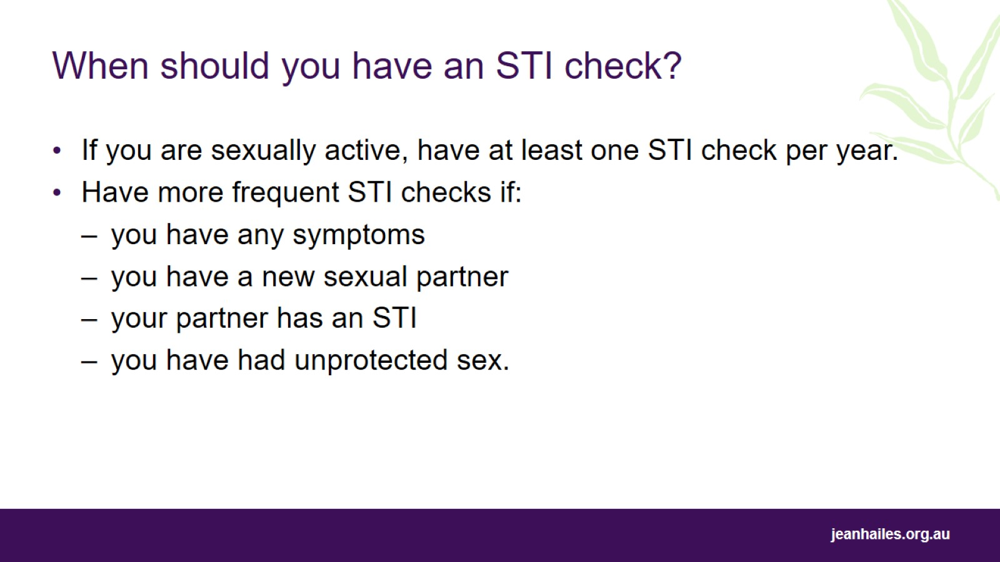 When should you have an STI check?
• If you are sexually active, have at least one STI check per year.
• Have more frequent STI checks if:
– you have any symptoms
– you have a new sexual partner
– your partner has an STI
– you have had unprotected sex.
jeanhailes.org.au